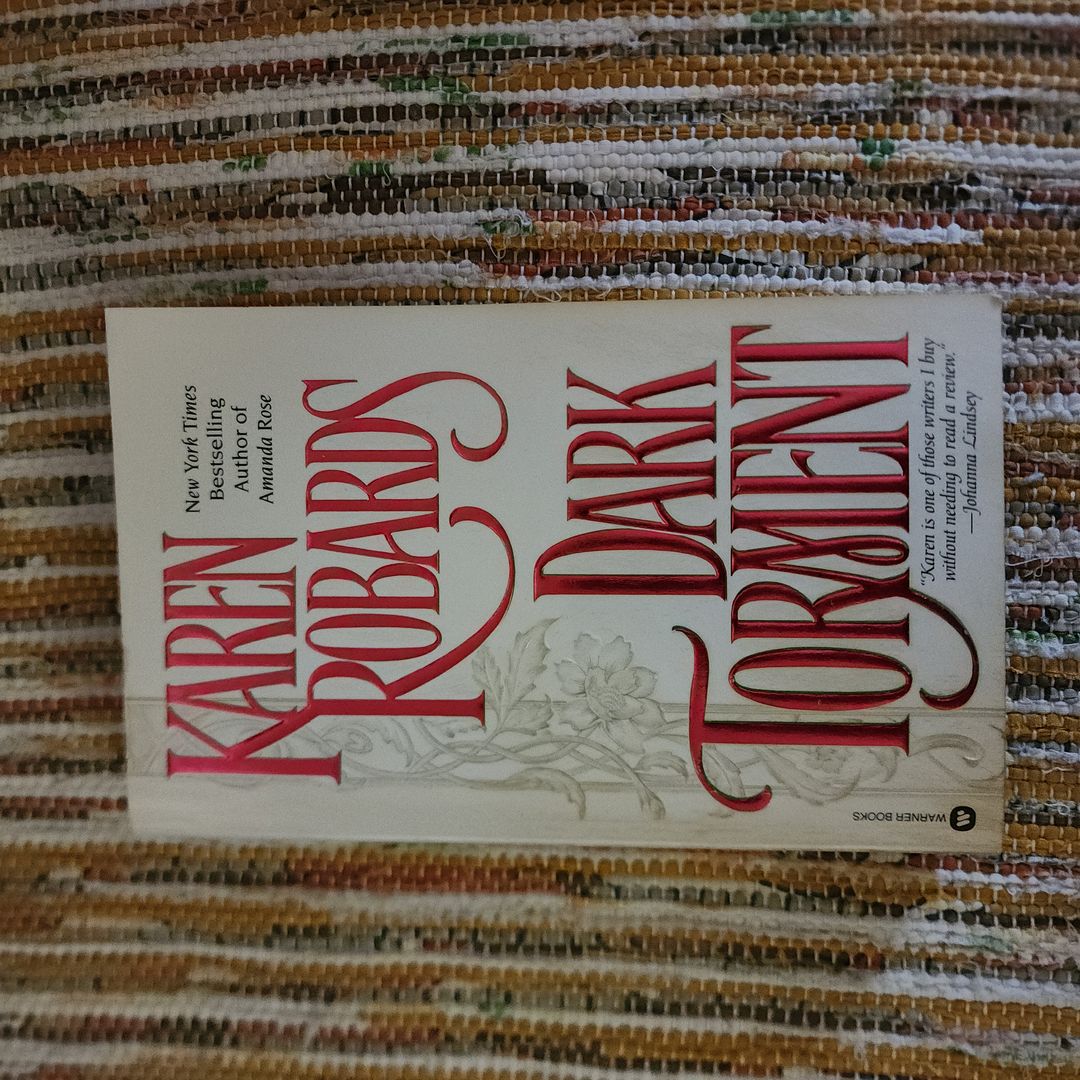 KAREN
ROBARDS
New York Times
Bestselling
Author of
Amanda Rose
DARK
TORMENT
“Karen is one of those writers I buy
without needing to read a review.”
—Johanna Lindsey
WARNER BOOKS